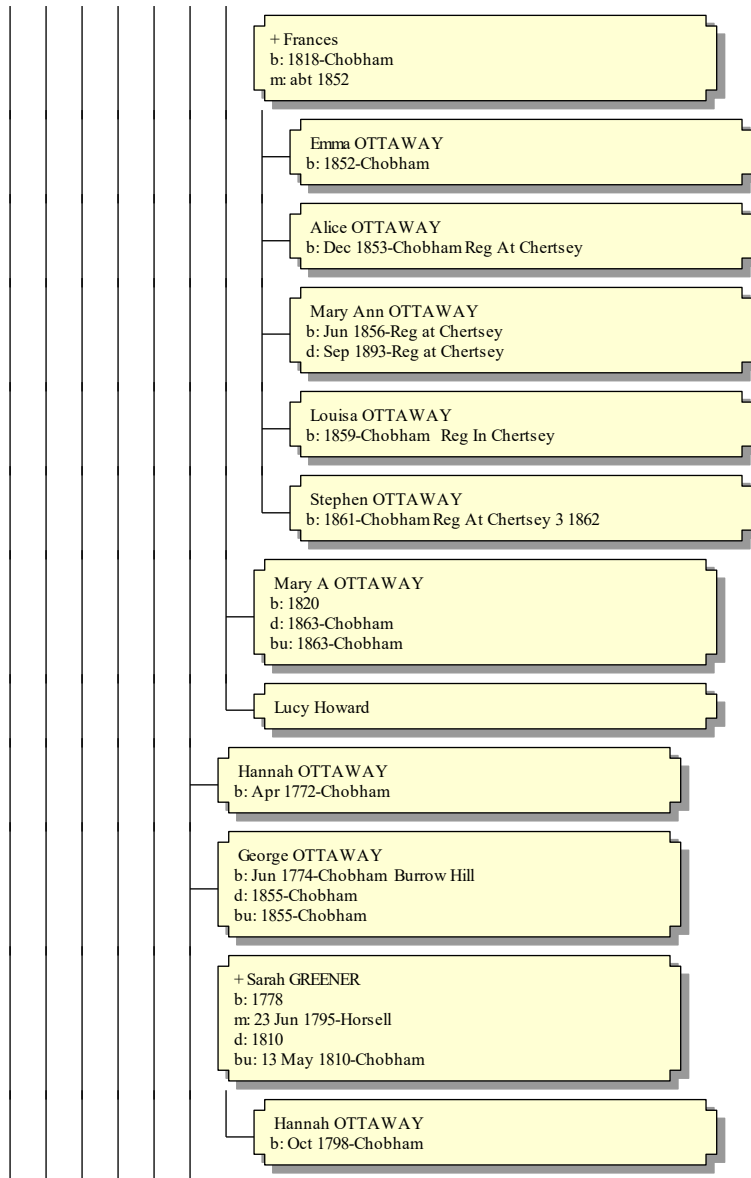 + Frances
b: 1818-Chobham
m: abt 1852
Emma OTTAWAY
b: 1852-Chobham
Alice OTTAWAY
b: Dec 1853-Chobham Reg At Chertsey
Mary Ann OTTAWAY
b: Jun 1856-Reg at Chertsey
d: Sep 1893-Reg at Chertsey
Louisa OTTAWAY
b: 1859-Chobham Reg In Chertsey
Stephen OTTAWAY
b: 1861-Chobham Reg At Chertsey 3 1862
Mary A OTTAWAY
b: 1820
d: 1863-Chobham
bu: 1863-Chobham
Lucy Howard
Hannah OTTAWAY
b: Apr 1772-Chobham
George OTTAWAY
b: Jun 1774-Chobham Burrow Hill
d: 1855-Chobham
bu: 1855-Chobham
+ Sarah GREENER
b: 1778
m: 23 Jun 1795-Horsell
d: 1810
bu: 13 May 1810-Chobham
Hannah OTTAWAY
b: Oct 1798-Chobham